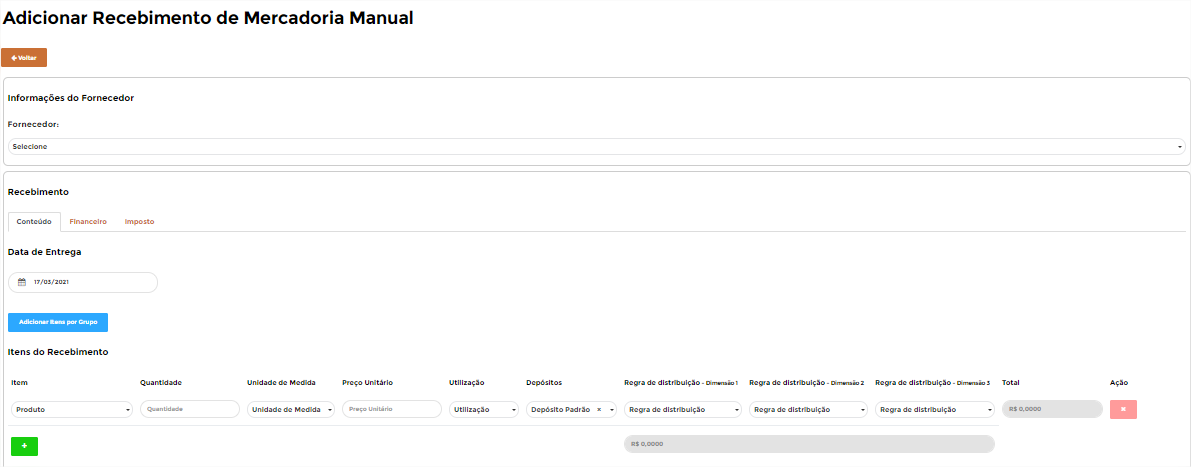 Adicionar Recebimento de Mercadoria Manual
Voltar
Informações do Fornecedor
Fornecedor:
Selecione
Recebimento
Conteúdo Financeiro Imposto
Data de Entrega
17/03/2021
Adicionar Itens por Grupo
Itens do Recebimento
Item Quantidade Unidade de Medida Preço Unitário Utilização Depósitos Regra de distribuição - Dimensão 1 Regra de distribuição - Dimensão 2 Regra de distribuição - Dimensão 3 Total Ação
Produto Quantidade Unidade de Medida Preço Unitário Utilização Depósito Padrão × Regra de distribuição Regra de distribuição Regra de distribuição R$ 0,0000
R$ 0,0000